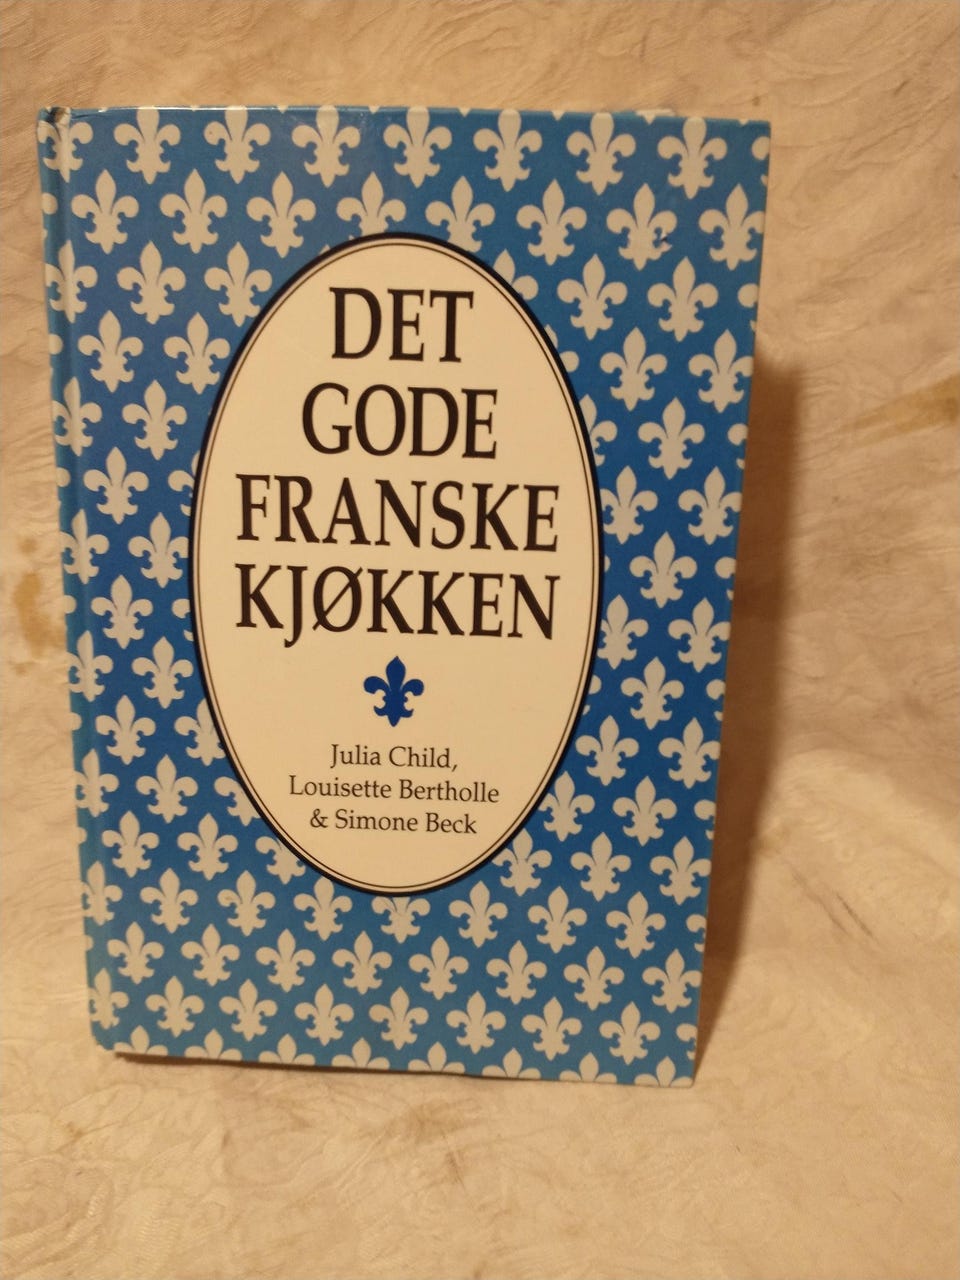 DET
GODE
FRANSKE
KJØKKEN
Julia Child,
Louisette Bertholle
& Simone Beck